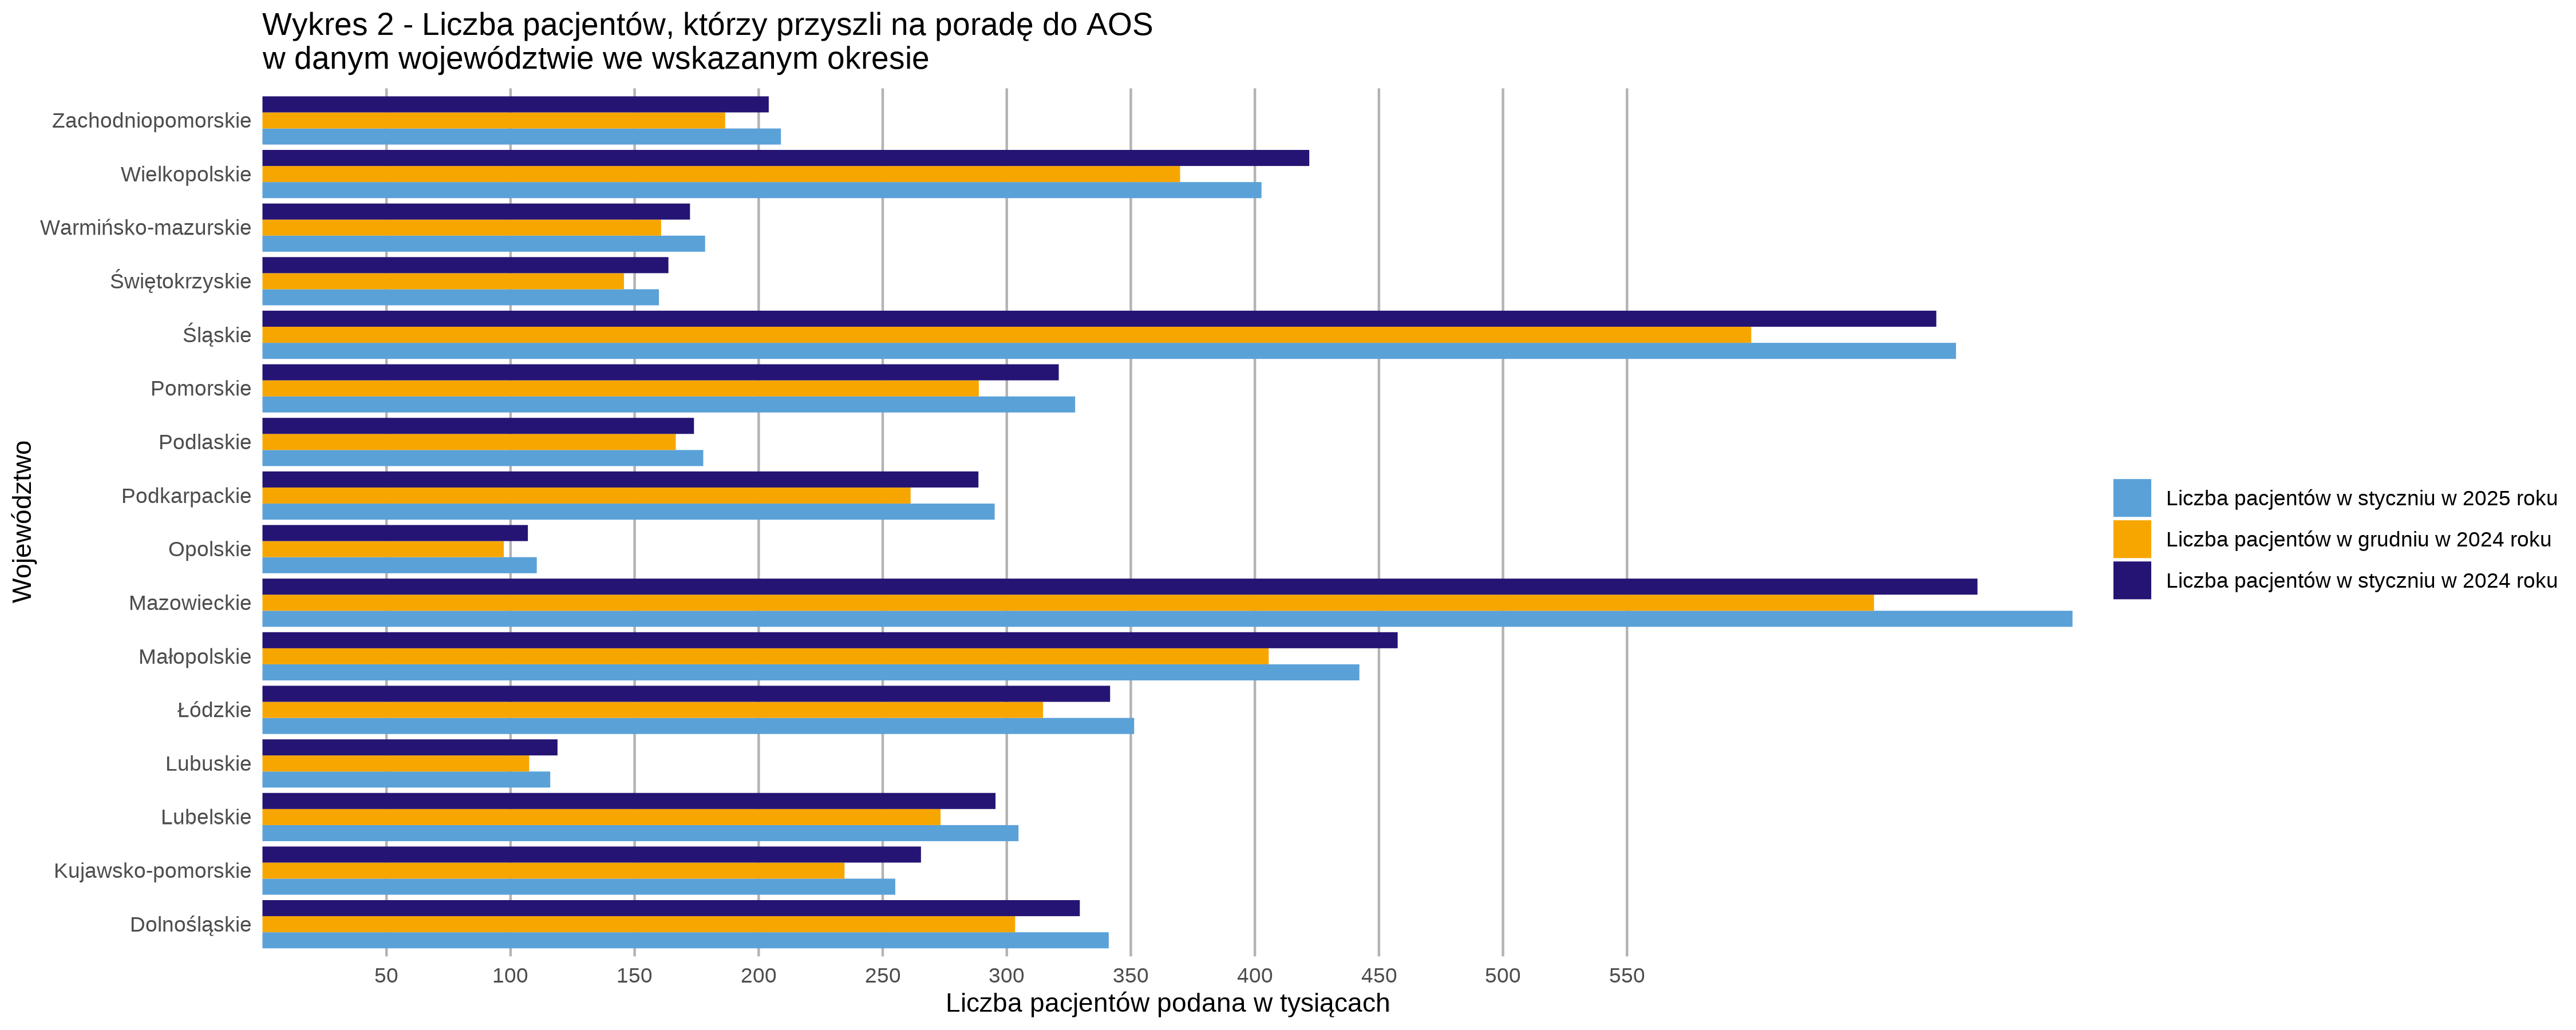 Wykres 2 - Liczba pacjentów, którzy przyszli na poradę do AOS
w danym województwie we wskazanym okresie
Zachodniopomorskie
Wielkopolskie
Warmińsko-mazurskie
Świętokrzyskie
Śląskie
Pomorskie
Podlaskie
Podkarpackie
Opolskie
Mazowieckie
Małopolskie
Łódzkie
Lubuskie
Lubelskie
Kujawsko-pomorskie
Dolnośląskie
Województwo
50 100 150 200 250 300 350 400 450 500 550
Liczba pacjentów podana w tysiącach
Liczba pacjentów w styczniu w 2025 roku
Liczba pacjentów w grudniu w 2024 roku
Liczba pacjentów w styczniu w 2024 roku